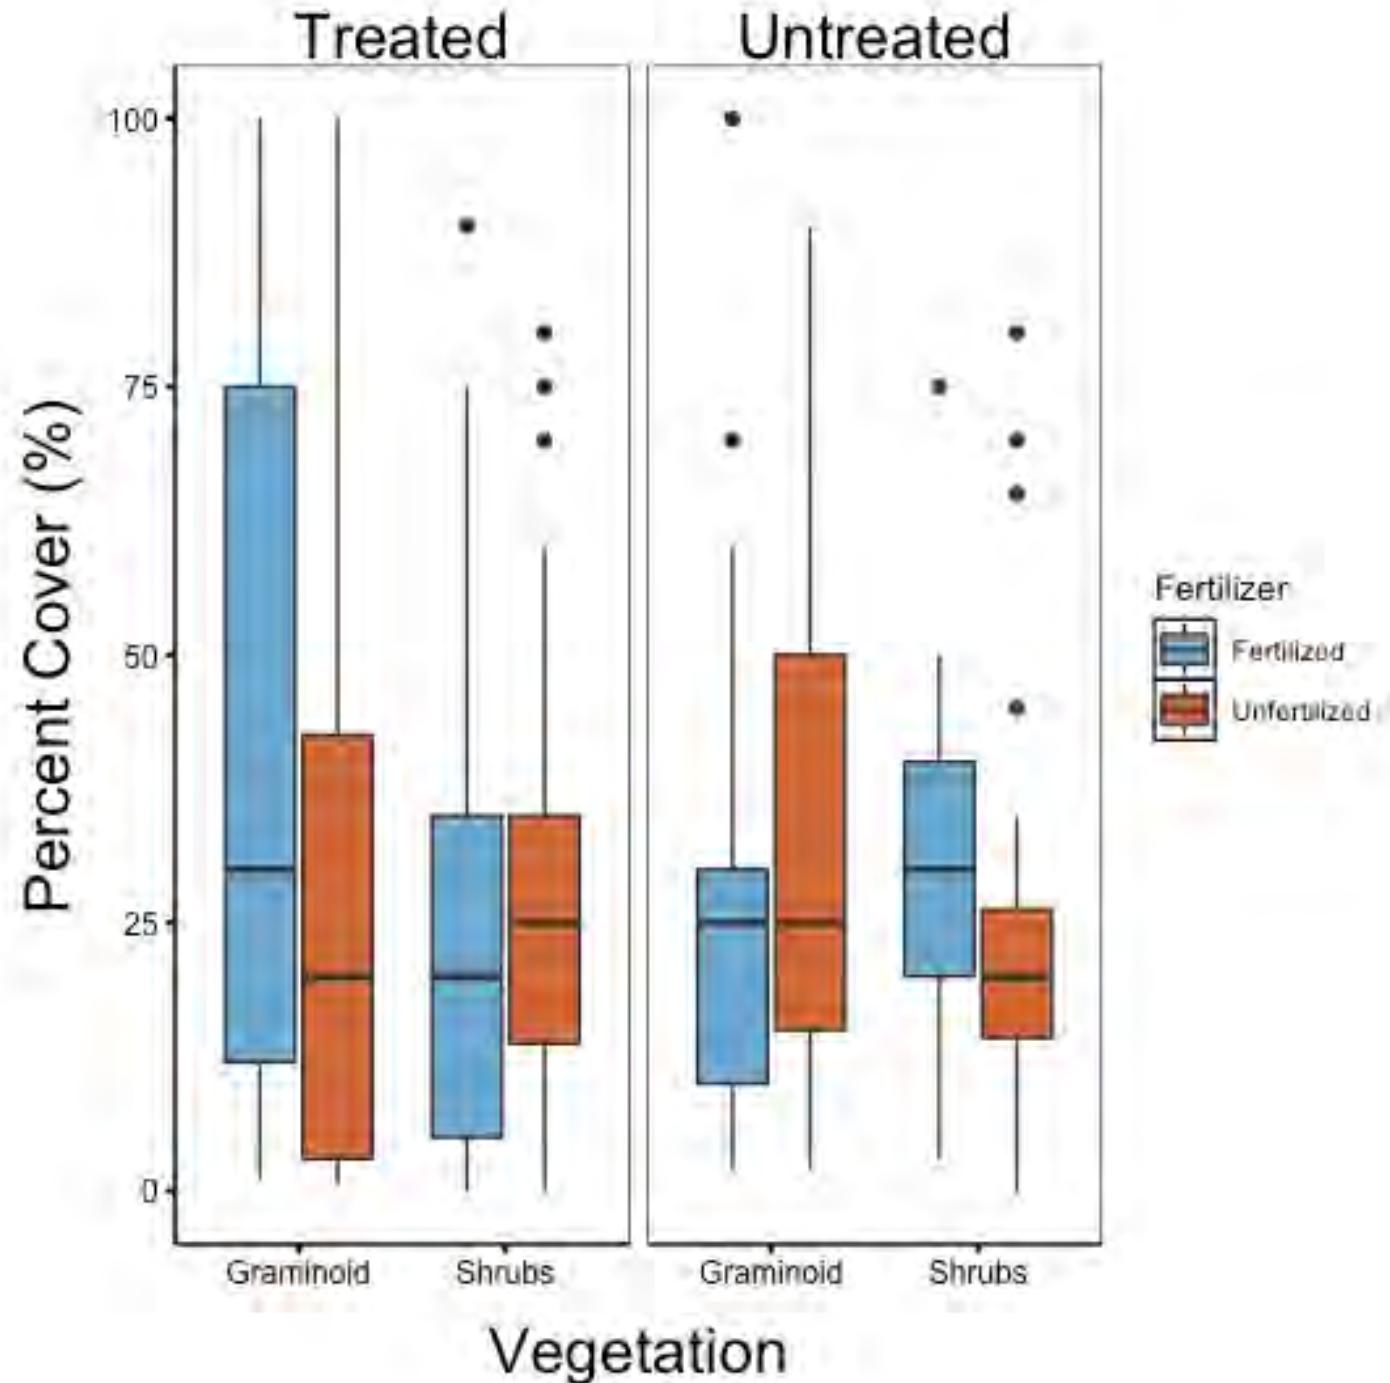 Treated
Untreated
100
75
50
25
0
Percent Cover (%)
Graminoid
Shrubs
Graminoid
Shrubs
Vegetation
Fertilizer
Fertilized
Unfertilized